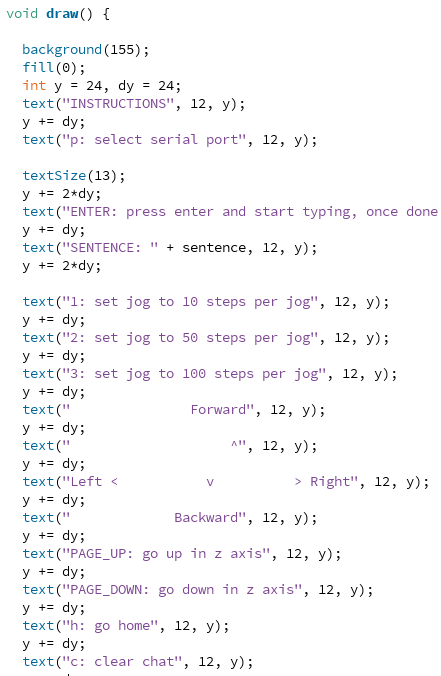 void draw() {
background(155);
fill(0);
int y = 24, dy = 24;
text("INSTRUCTIONS", 12, y);
y += dy;
text("p: select serial port", 12, y);
textSize(13);
y += 2*dy;
text("ENTER: press enter and start typing, once done
y += dy;
text("SENTENCE: " + sentence, 12, y);
y += 2*dy;
text("1: set jog to 10 steps per jog", 12, y);
y += dy;
text("2: set jog to 50 steps per jog", 12, y);
y += dy;
text("3: set jog to 100 steps per jog", 12, y);
y += dy;
text("               Forward", 12, y);
y += dy;
text("                    ^", 12, y);
y += dy;
text("Left <           v          > Right", 12, y);
y += dy;
text("             Backward", 12, y);
y += dy;
text("PAGE_UP: go up in z axis", 12, y);
y += dy;
text("PAGE_DOWN: go down in z axis", 12, y);
y += dy;
text("h: go home", 12, y);
y += dy;
text("c: clear chat", 12, y);